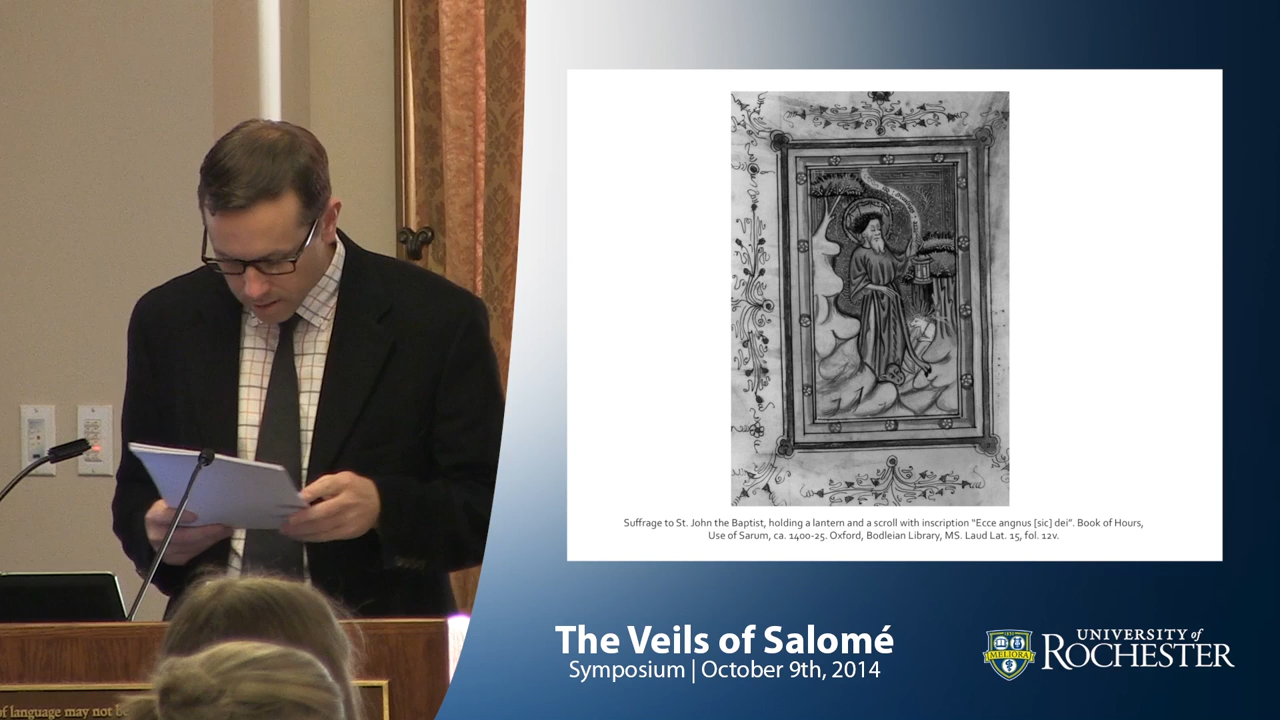 Suffrage to St. John the Baptist, holding a lantern and a scroll with inscription “Ecce angnus [sic] dei”. Book of Hours,
Use of Sarum, ca. 1400-25. Oxford, Bodleian Library, MS. Laud Lat. 15, fol. 12v.
The Veils of Salomé
Symposium | October 9th, 2014
MELIORA
UNIVERSITY of
ROCHESTER
of language may not be